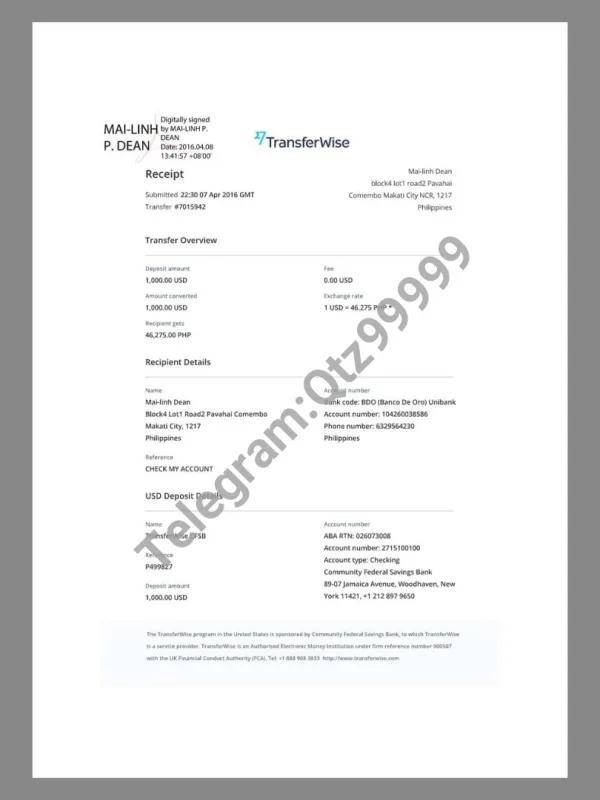 MAI-LINH
P. DEAN
Digitally signed
by MAI-LINH P.
DEAN
Date: 2016.04.08
13:41:57 +08'00'
TransferWise
Receipt
Submitted 22:30 07 Apr 2016 GMT
Transfer #7015942
Mai-linh Dean
block4 lot1 road2 Pavahai
Comembo Makati City NCR, 1217
Philippines
Transfer Overview
Deposit amount
1,000.00 USD
Fee
0.00 USD
Amount converted
1,000.00 USD
Exchange rate
1 USD = 46.275 PHP *
Recipient gets
46,275.00 PHP
Recipient Details
Name
Mai-linh Dean
Block4 Lot1 Road2 Pavahai Comembo
Makati City, 1217
Philippines
Account number
Bank code: BDO (Banco De Oro) Unibank
Account number: 104260038586
Phone number: 6329564230
Philippines
Reference
CHECK MY ACCOUNT
USD Deposit Details
Name
TransferWise CFSB
Reference
P499827
Deposit amount
1,000.00 USD
Account number
ABA RTN: 026073008
Account number: 2715100100
Account type: Checking
Community Federal Savings Bank
89-07 Jamaica Avenue, Woodhaven, New
York 11421, +1 212 897 9650
The TransferWise program in the United States is sponsored by Community Federal Savings Bank, to which TransferWise
is a service provider. TransferWise is an Authorised Electronic Money Institution under firm reference number 900507
with the UK Financial Conduct Authority (FCA). Tel: +1 888 908 3833 http://www.transferwise.com
Telegram:Qtz99999